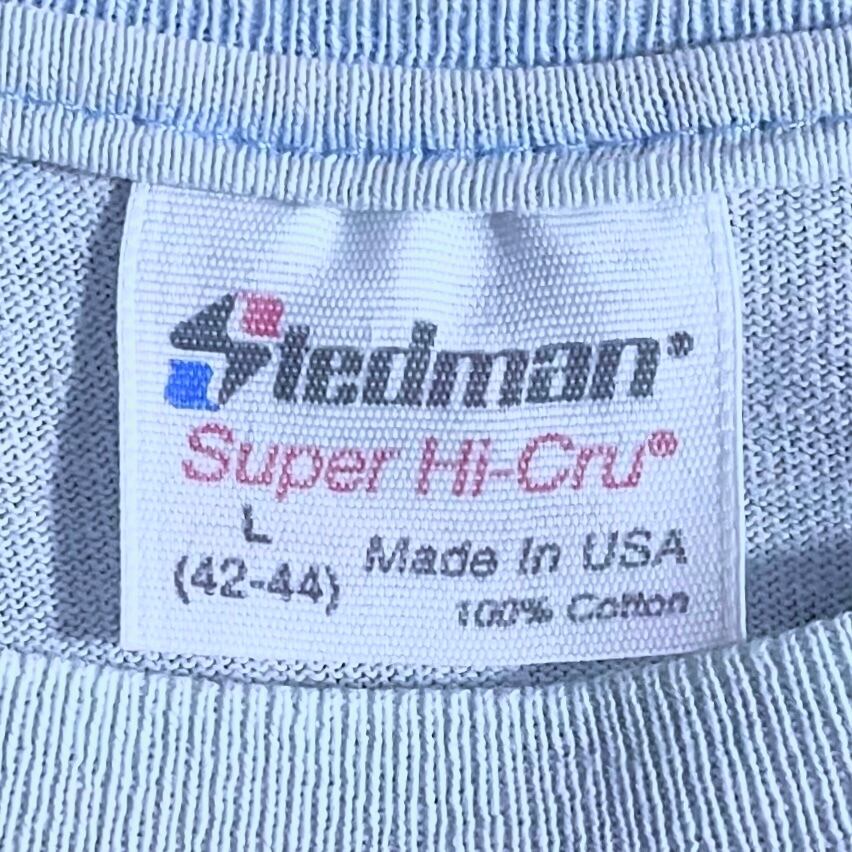 Stedman®
Super Hi-Cru®
L
(42-44)
Made In USA
100% Cotton